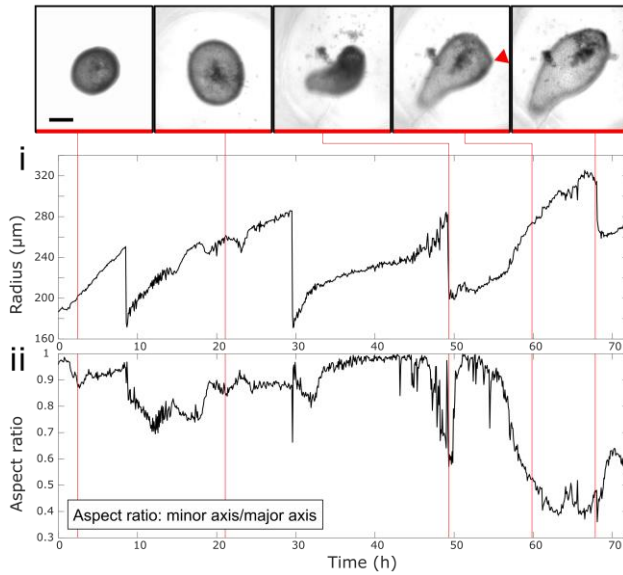 i
Radius (μm)
320
280
240
200
160
0 10 20 30 40 50 60 70
ii
Aspect ratio
1
0.9
0.8
0.7
0.6
0.5
0.4
0.3
Aspect ratio: minor axis/major axis
0 10 20 30 40 50 60 70
Time (h)